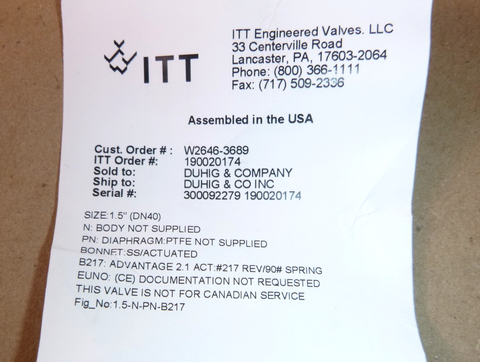 ITT
ITT Engineered Valves. LLC
33 Centerville Road
Lancaster, PA, 17603-2064
Phone: (800) 366-1111
Fax: (717) 509-2336
Assembled in the USA
Cust. Order # : W2646-3689
ITT Order #: 190020174
Sold to: DUHIG & COMPANY
Ship to: DUHIG & CO INC
Serial #: 300092279 190020174
SIZE:1.5" (DN40)
N: BODY NOT SUPPLIED
PN: DIAPHRAGM:PTFE NOT SUPPLIED
BONNET:SS/ACTUATED
B217: ADVANTAGE 2.1 ACT:#217 REV/90# SPRING
EUNO: (CE) DOCUMENTATION NOT REQUESTED
THIS VALVE IS NOT FOR CANADIAN SERVICE
Fig_No:1.5-N-PN-B217